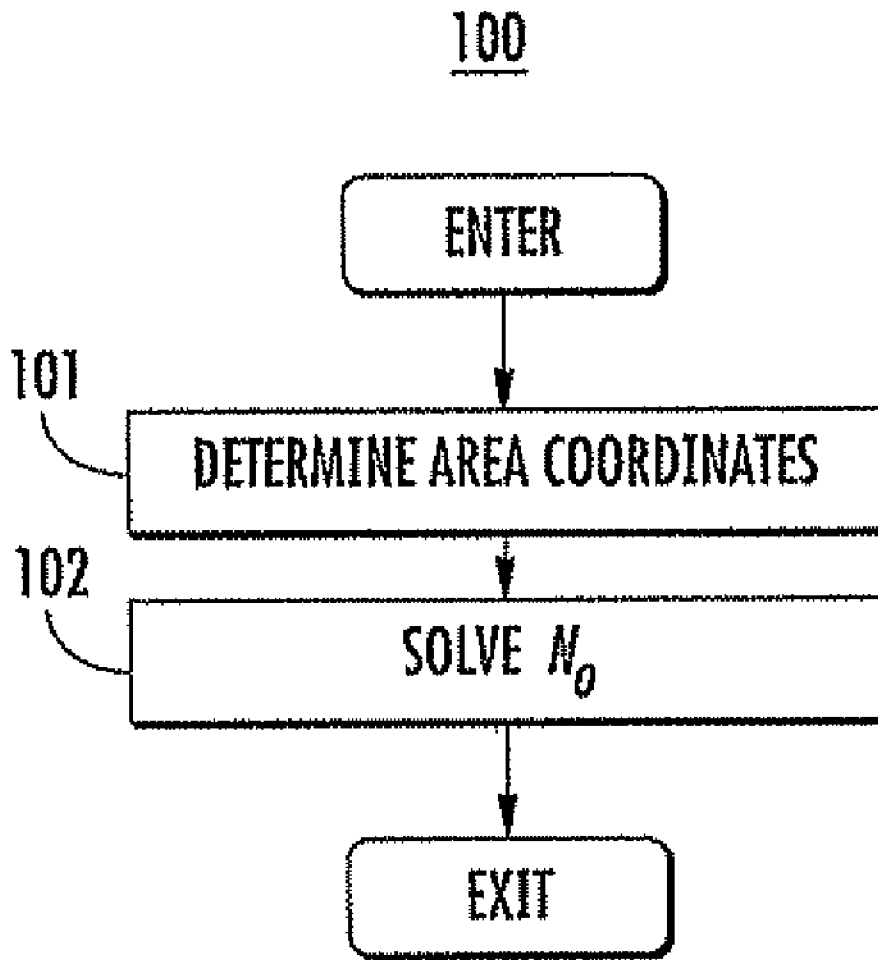 100
ENTER
101
DETERMINE AREA COORDINATES
102
SOLVE N₀
EXIT